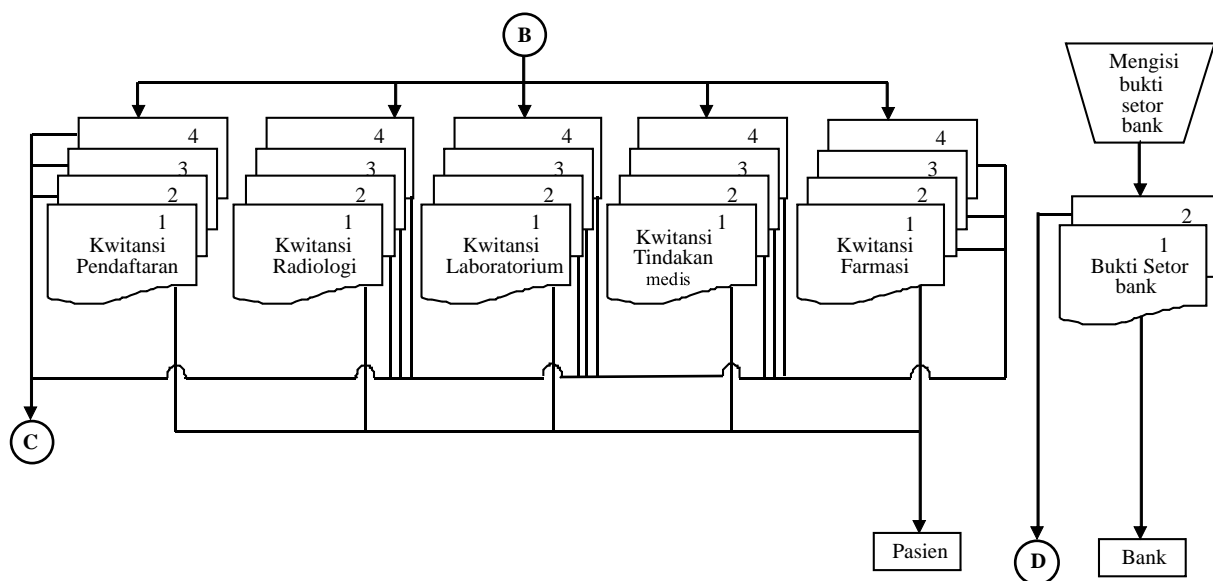 B
4
3
2
1
Kwitansi
Pendaftaran
4
3
2
1
Kwitansi
Radiologi
4
3
2
1
Kwitansi
Laboratorium
4
3
2
1
Kwitansi
Tindakan
medis
4
3
2
1
Kwitansi
Farmasi
C
Pasien
Mengisi
bukti
setor
bank
2
1
Bukti Setor
bank
D
Bank